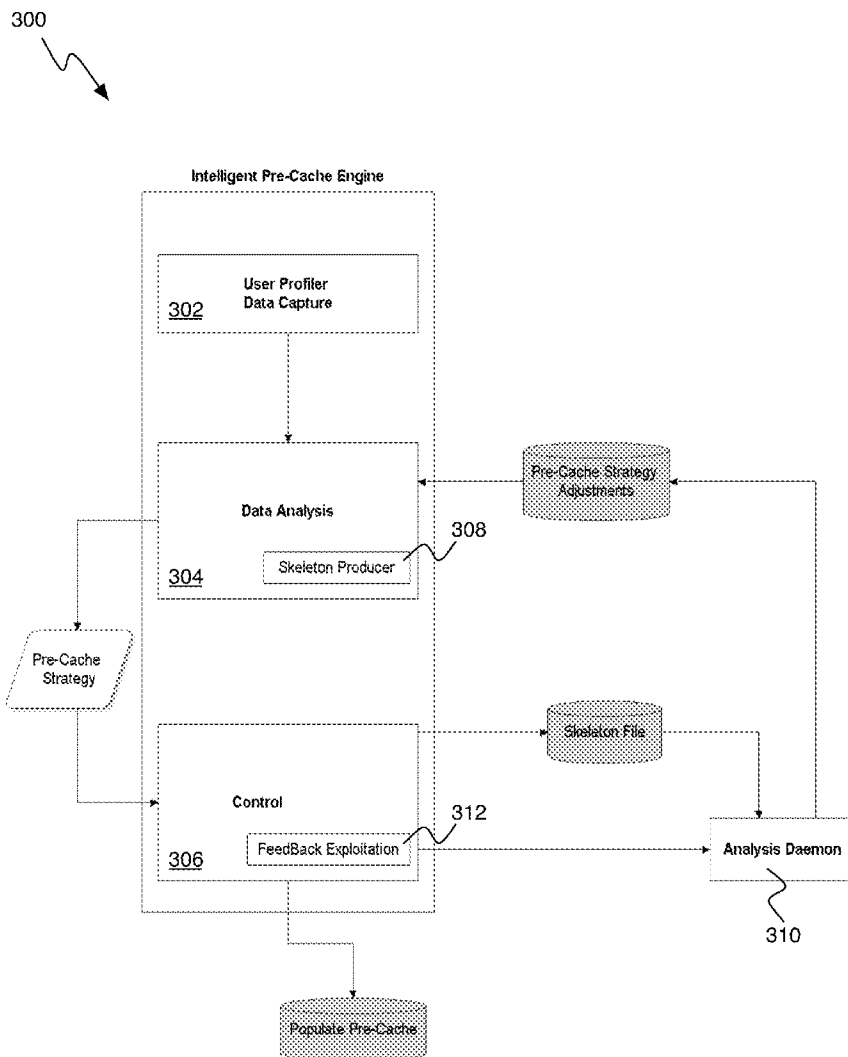 300
Intelligent Pre-Cache Engine
User Profiler
Data Capture
302
Pre-Cache Strategy
Adjustments
Data Analysis
308
Skeleton Producer
304
Pre-Cache
Strategy
Skeleton File
Control
312
FeedBack Exploitation
306
Analysis Daemon
310
Populate Pre-Cache